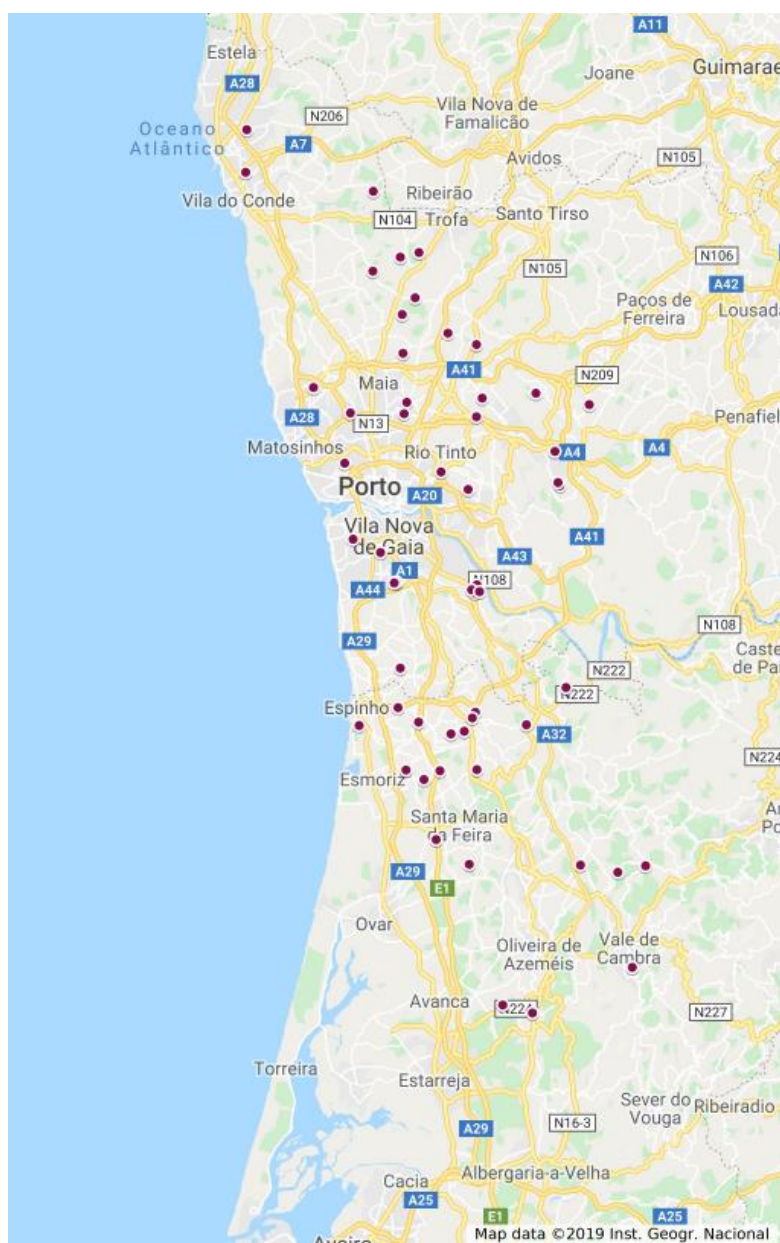 A11
Estela
Guimarae
Joane
A28
Vila Nova de
Famalicão
N206
Oceano
Atlântico
A7
Avidos
N105
Ribeirão
Vila do Conde
Santo Tirso
N104
Trofa
N106
N105
A42
Paços de
Ferreira
Lousada
A41
N209
Maia
A28
N13
Penafiel
Matosinhos
Rio Tinto
A4
A4
Porto
A20
Vila Nova
de Gaia
A41
A43
A1
N108
A44
N108
A29
Caste
de Pai
N222
N222
Espinho
A32
N224
Esmoriz
Santa Maria
da Feira
Po
A29
E1
Ovar
Oliveira de
Azeméis
Vale de
Cambra
Avanca
N224
N227
Torreira
Estarreja
Sever do
Vouga
Ribeiradio
A29
N16-3
Albergaria-a-Velha
Cacia
A25
E1
A25
Aveiro
Map data ©2019 Inst. Geogr. Nacional